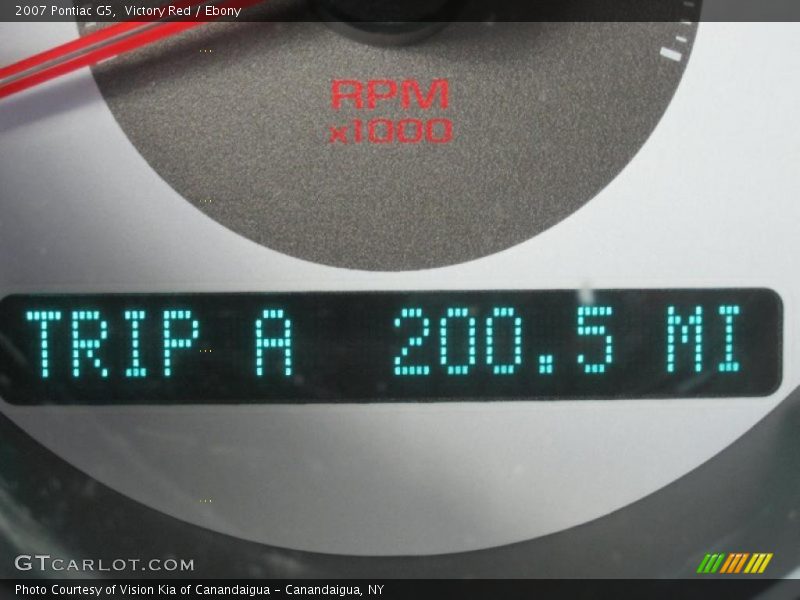 2007 Pontiac G5, Victory Red / Ebony
RPM
x1000
TRIP A 200.5 MI
GTCARLOT.COM
Photo Courtesy of Vision Kia of Canandaigua - Canandaigua, NY